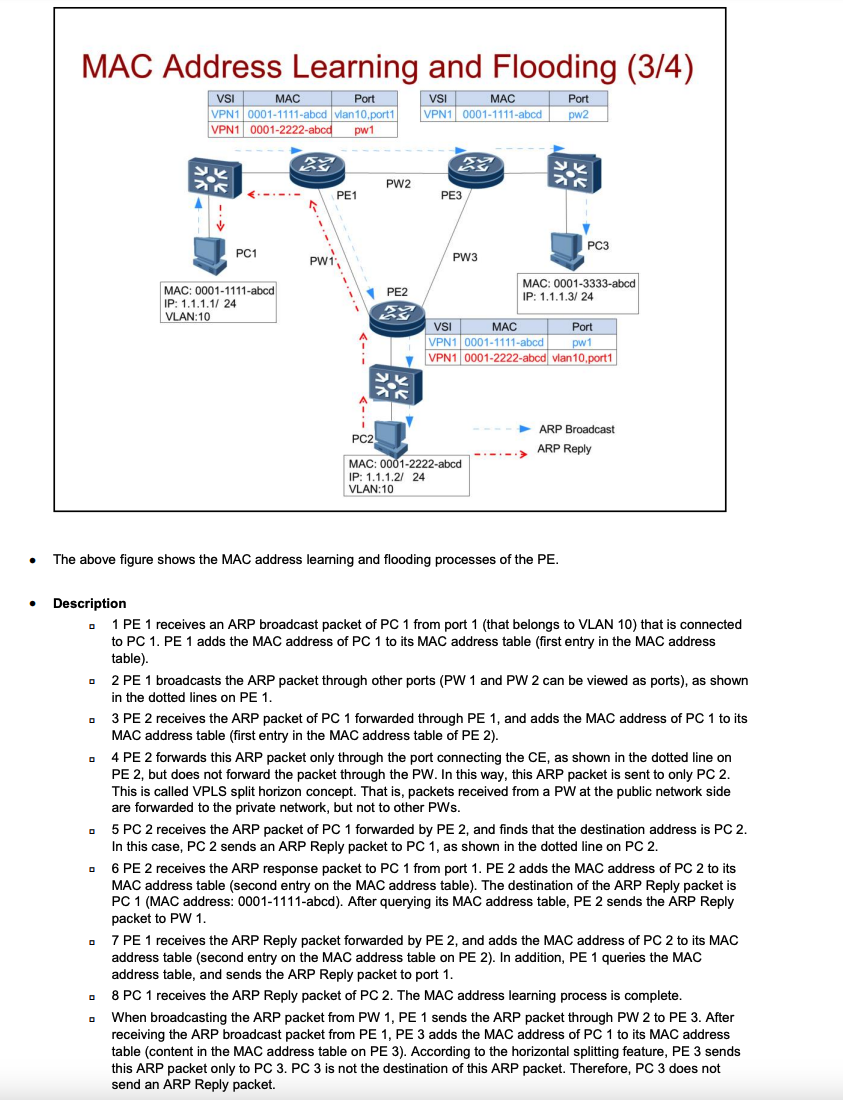 MAC Address Learning and Flooding (3/4)
VSI MAC Port
VPN1 0001-1111-abcd vlan10,port1
VPN1 0001-2222-abcd pw1
VSI MAC Port
VPN1 0001-1111-abcd pw2
PW2
PE1
PE3
PC1
PC3
PW1
PW3
MAC: 0001-1111-abcd
IP: 1.1.1.1/ 24
VLAN:10
MAC: 0001-3333-abcd
IP: 1.1.1.3/ 24
PE2
VSI MAC Port
VPN1 0001-1111-abcd pw1
VPN1 0001-2222-abcd vlan10,port1
PC2
MAC: 0001-2222-abcd
IP: 1.1.1.2/ 24
VLAN:10
ARP Broadcast
ARP Reply
The above figure shows the MAC address learning and flooding processes of the PE.
Description
1 PE 1 receives an ARP broadcast packet of PC 1 from port 1 (that belongs to VLAN 10) that is connected
to PC 1. PE 1 adds the MAC address of PC 1 to its MAC address table (first entry in the MAC address
table).
2 PE 1 broadcasts the ARP packet through other ports (PW 1 and PW 2 can be viewed as ports), as shown
in the dotted lines on PE 1.
3 PE 2 receives the ARP packet of PC 1 forwarded through PE 1, and adds the MAC address of PC 1 to its
MAC address table (first entry in the MAC address table of PE 2).
4 PE 2 forwards this ARP packet only through the port connecting the CE, as shown in the dotted line on
PE 2, but does not forward the packet through the PW. In this way, this ARP packet is sent to only PC 2.
This is called VPLS split horizon concept. That is, packets received from a PW at the public network side
are forwarded to the private network, but not to other PWs.
5 PC 2 receives the ARP packet of PC 1 forwarded by PE 2, and finds that the destination address is PC 2.
In this case, PC 2 sends an ARP Reply packet to PC 1, as shown in the dotted line on PC 2.
6 PE 2 receives the ARP response packet to PC 1 from port 1. PE 2 adds the MAC address of PC 2 to its
MAC address table (second entry on the MAC address table). The destination of the ARP Reply packet is
PC 1 (MAC address: 0001-1111-abcd). After querying its MAC address table, PE 2 sends the ARP Reply
packet to PW 1.
7 PE 1 receives the ARP Reply packet forwarded by PE 2, and adds the MAC address of PC 2 to its MAC
address table (second entry on the MAC address table on PE 2). In addition, PE 1 queries the MAC
address table, and sends the ARP Reply packet to port 1.
8 PC 1 receives the ARP Reply packet of PC 2. The MAC address learning process is complete.
When broadcasting the ARP packet from PW 1, PE 1 sends the ARP packet through PW 2 to PE 3. After
receiving the ARP broadcast packet from PE 1, PE 3 adds the MAC address of PC 1 to its MAC address
table (content in the MAC address table on PE 3). According to the horizontal splitting feature, PE 3 sends
this ARP packet only to PC 3. PC 3 is not the destination of this ARP packet. Therefore, PC 3 does not
send an ARP Reply packet.